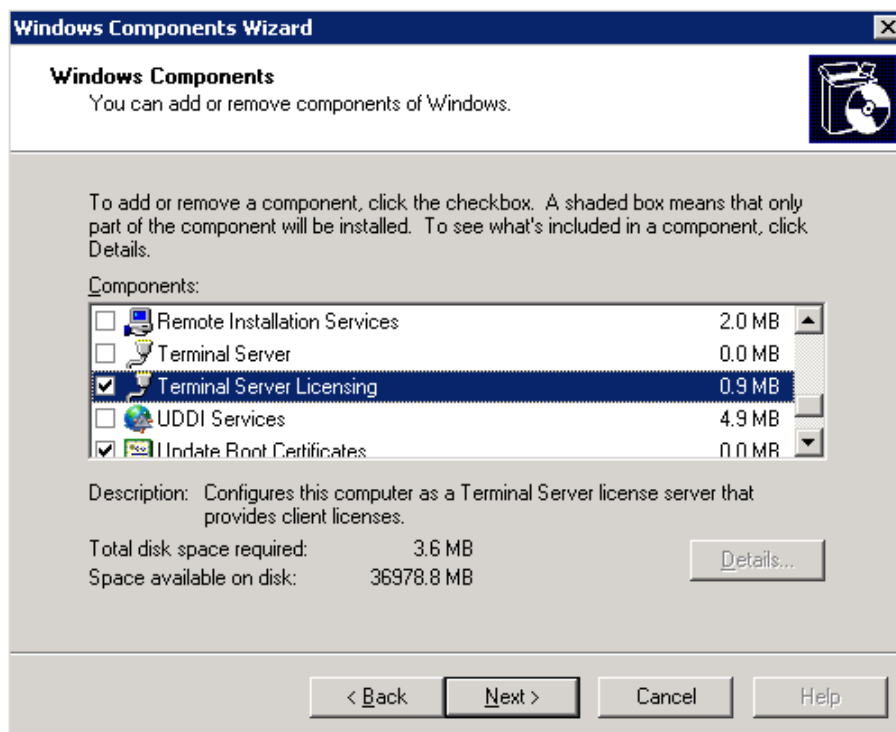 Windows Components Wizard
Windows Components
You can add or remove components of Windows.
To add or remove a component, click the checkbox. A shaded box means that only
part of the component will be installed. To see what's included in a component, click
Details.
Components:
Remote Installation Services 2.0 MB
Terminal Server 0.0 MB
Terminal Server Licensing 0.9 MB
UDDI Services 4.9 MB
Update Root Certificates 0.0 MB
Description: Configures this computer as a Terminal Server license server that
provides client licenses.
Total disk space required: 3.6 MB
Space available on disk: 36978.8 MB
Details...
< Back Next > Cancel Help